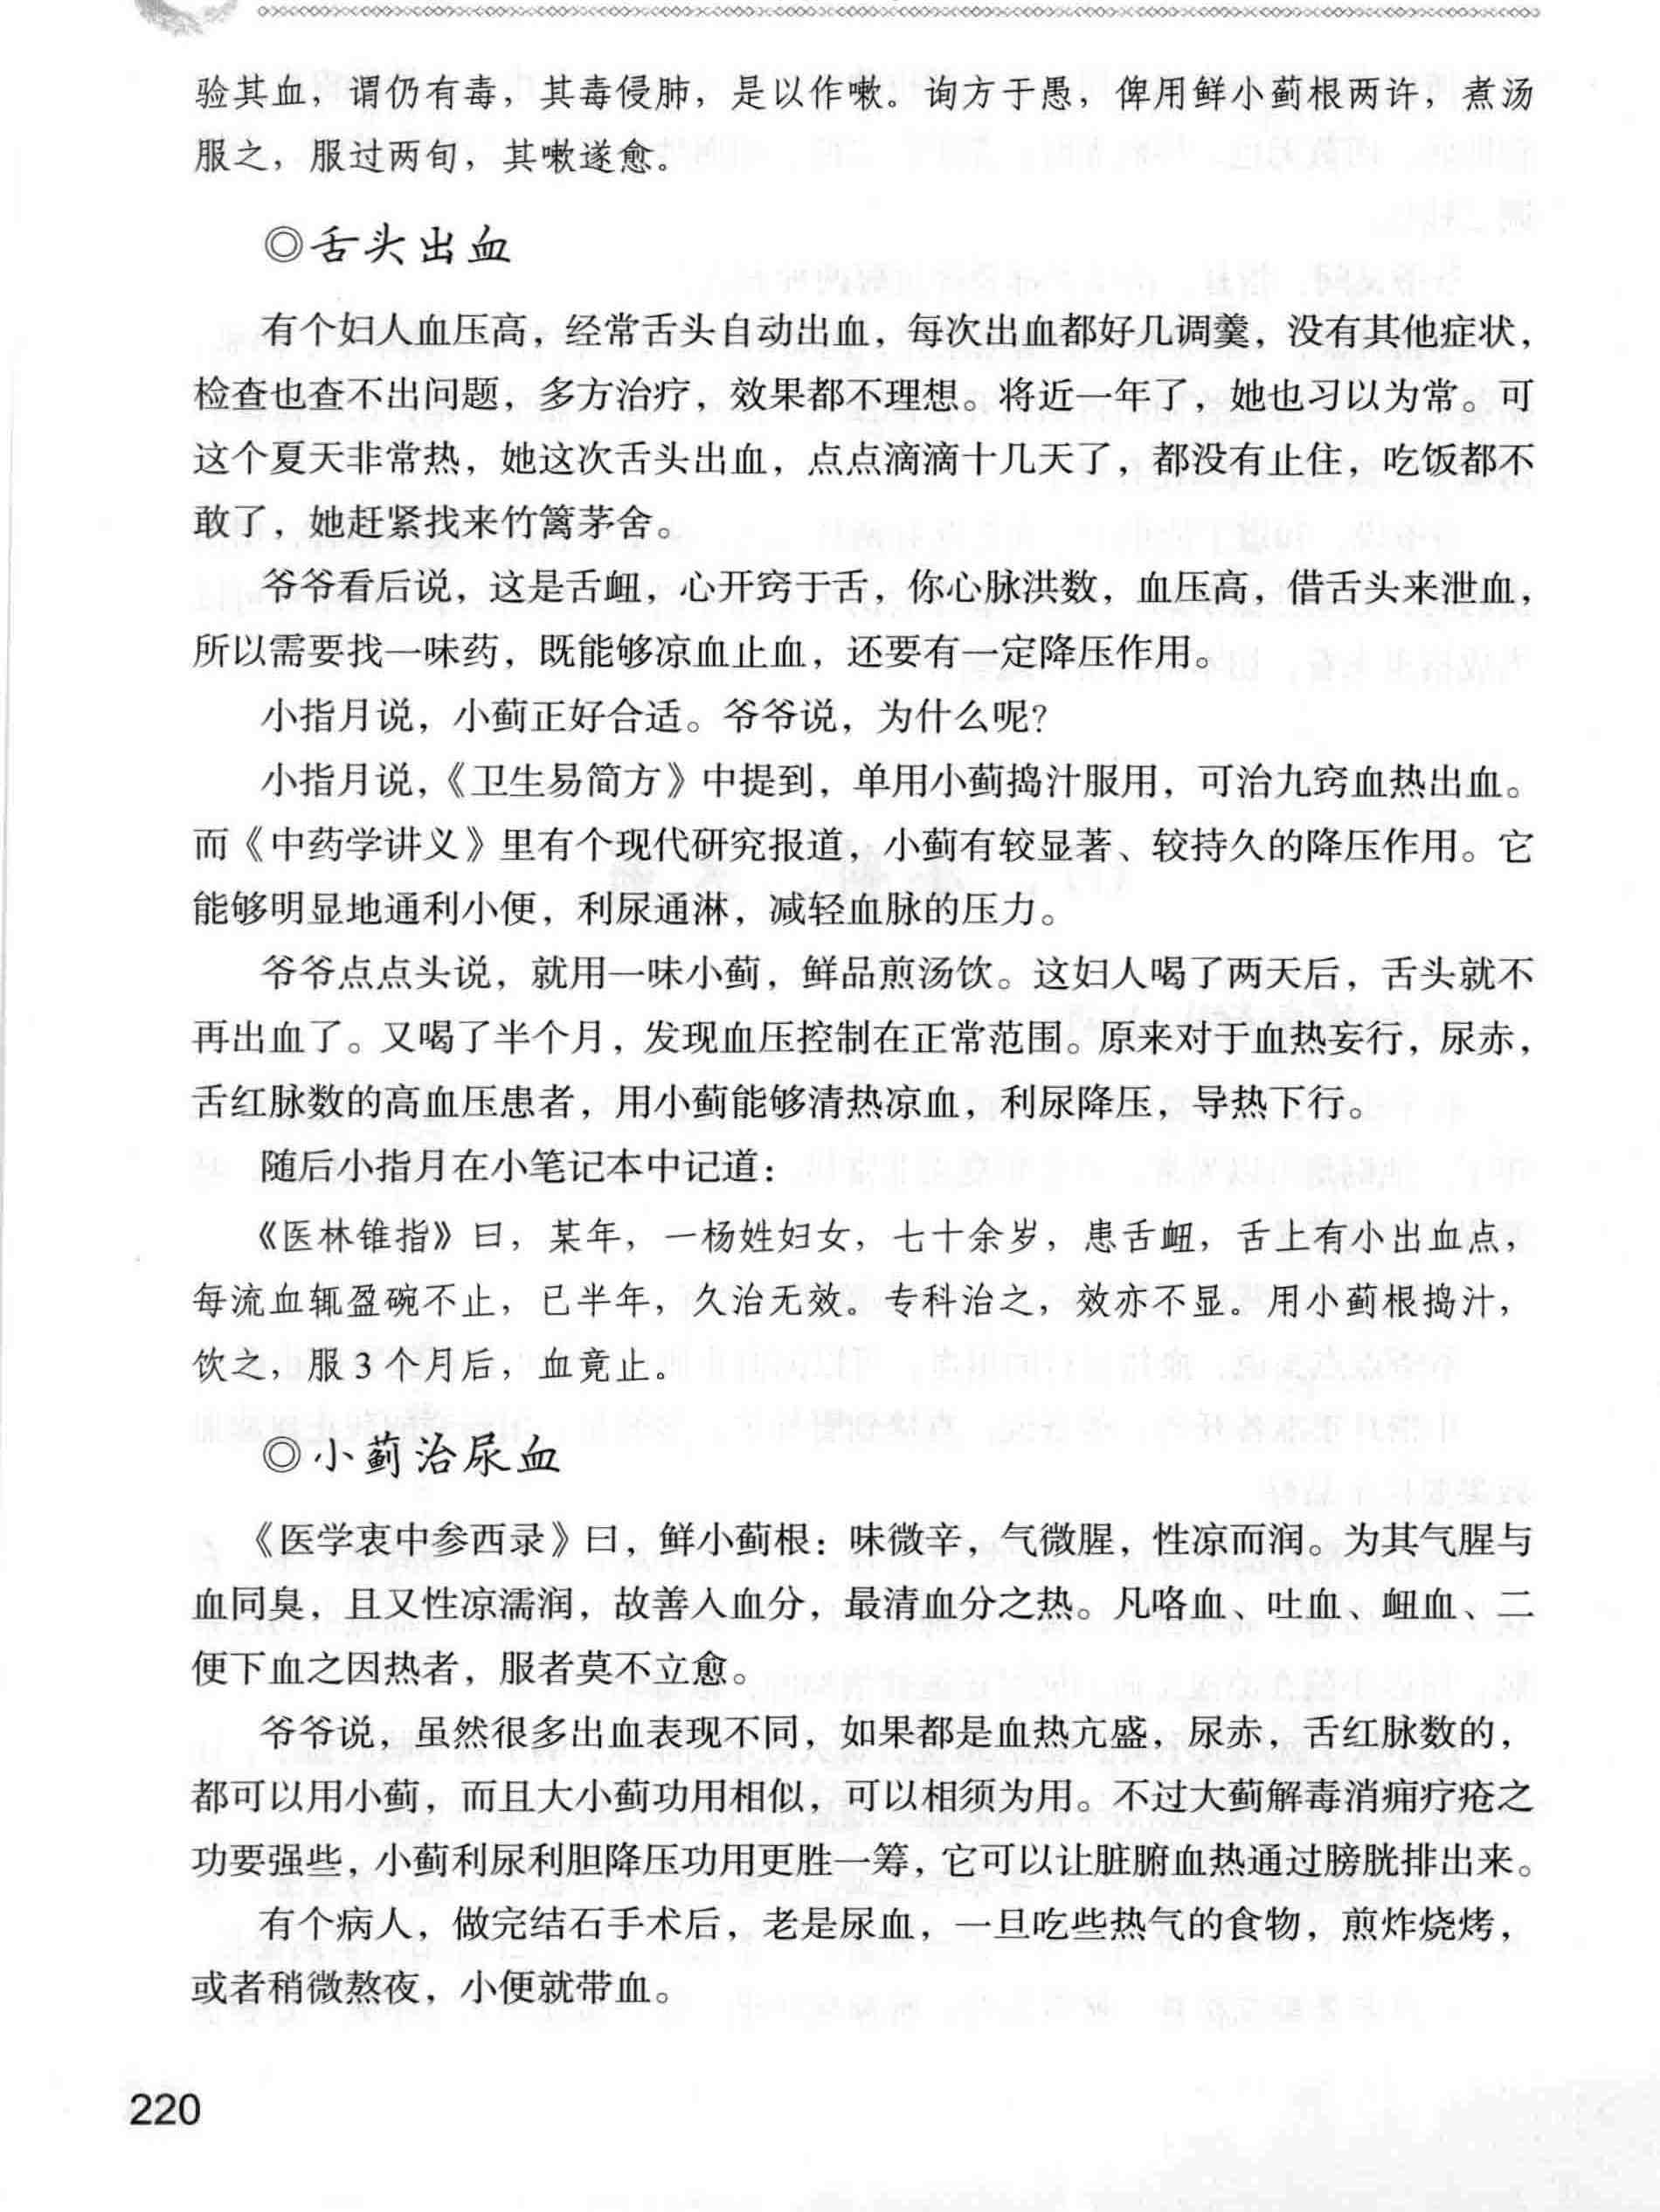 验其血，谓仍有毒，其毒侵肺，是以作嗽。询方于愚，俾用鲜小蓟根两许，煮汤
服之，服过两旬，其嗽遂愈。
◎舌头出血
有个妇人血压高，经常舌头自动出血，每次出血都好几调羹，没有其他症状，
检查也查不出问题，多方治疗，效果都不理想。将近一年了，她也习以为常。可
这个夏天非常热，她这次舌头出血，点点滴滴十几天了，都没有止住，吃饭都不
敢了，她赶紧找来竹篱茅舍。
爷爷看后说，这是舌衄，心开窍于舌，你心脉洪数，血压高，借舌头来泄血，
所以需要找一味药，既能够凉血止血，还要有一定降压作用。
小指月说，小蓟正好合适。爷爷说，为什么呢？
小指月说，《卫生易简方》中提到，单用小蓟捣汁服用，可治九窍血热出血。
而《中药学讲义》里有个现代研究报道，小蓟有较显著、较持久的降压作用。它
能够明显地通利小便，利尿通淋，减轻血脉的压力。
爷爷点点头说，就用一味小蓟，鲜品煎汤饮。这妇人喝了两天后，舌头就不
再出血了。又喝了半个月，发现血压控制在正常范围。原来对于血热妄行，尿赤，
舌红脉数的高血压患者，用小蓟能够清热凉血，利尿降压，导热下行。
随后小指月在小笔记本中记道：
《医林锥指》曰，某年，一杨姓妇女，七十余岁，患舌衄，舌上有小出血点，
每流血辄盈碗不止，已半年，久治无效。专科治之，效亦不显。用小蓟根捣汁，
饮之，服 3 个月后，血竟止。
◎小蓟治尿血
《医学衷中参西录》曰，鲜小蓟根：味微辛，气微腥，性凉而润。为其气腥与
血同臭，且又性凉濡润，故善入血分，最清血分之热。凡咯血、吐血、衄血、二
便下血之因热者，服者莫不立愈。
爷爷说，虽然很多出血表现不同，如果都是血热亢盛，尿赤，舌红脉数的，
都可以用小蓟，而且大小蓟功用相似，可以相须为用。不过大蓟解毒消痈疗疮之
功要强些，小蓟利尿利胆降压功用更胜一筹，它可以让脏腑血热通过膀胱排出来。
有个病人，做完结石手术后，老是尿血，一旦吃些热气的食物，煎炸烧烤，
或者稍微熬夜，小便就带血。
220